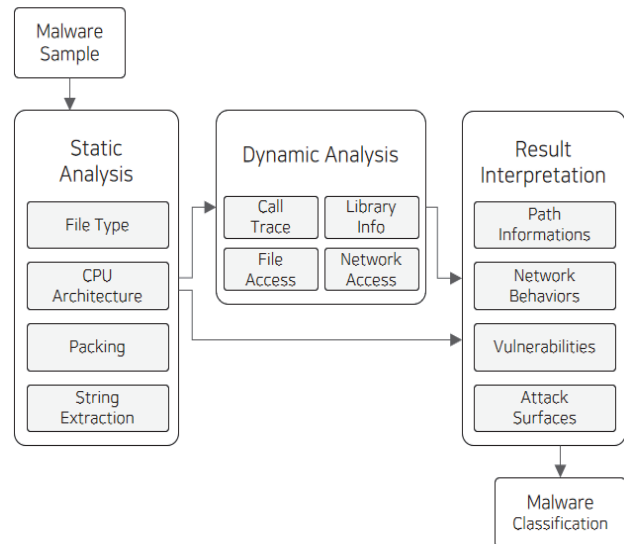 Malware
Sample
Static
Analysis
File Type
CPU
Architecture
Packing
String
Extraction
Dynamic Analysis
Call
Trace
Library
Info
File
Access
Network
Access
Result
Interpretation
Path
Informations
Network
Behaviors
Vulnerabilities
Attack
Surfaces
Malware
Classification